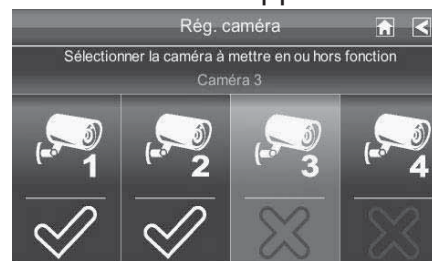 Rég. caméra
Sélectionner la caméra à mettre en ou hors fonction
Caméra 3
1 2 3 4